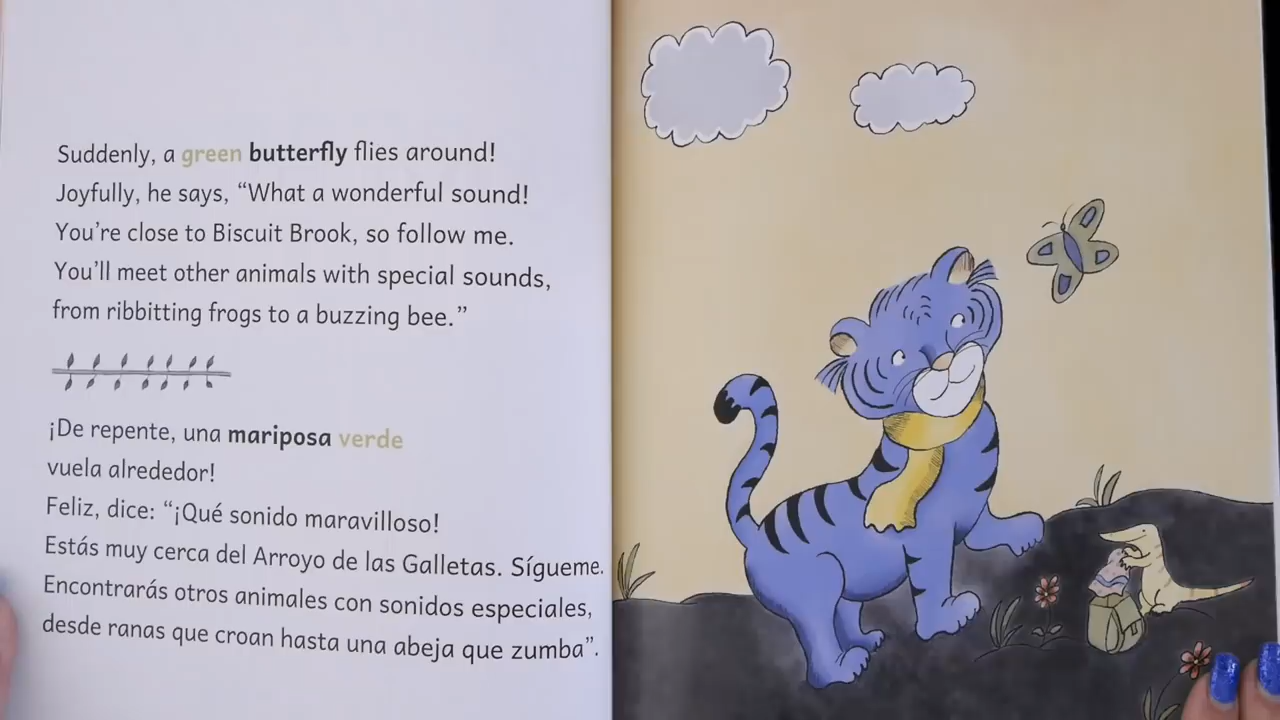 Suddenly, a green butterfly flies around!
Joyfully, he says, “What a wonderful sound!
You’re close to Biscuit Brook, so follow me.
You’ll meet other animals with special sounds,
from ribbitting frogs to a buzzing bee.”
¡De repente, una mariposa verde
vuela alrededor!
Feliz, dice: “¡Qué sonido maravilloso!
Estás muy cerca del Arroyo de las Galletas. Sígueme.
Encontrarás otros animales con sonidos especiales,
desde ranas que croan hasta una abeja que zumba”.